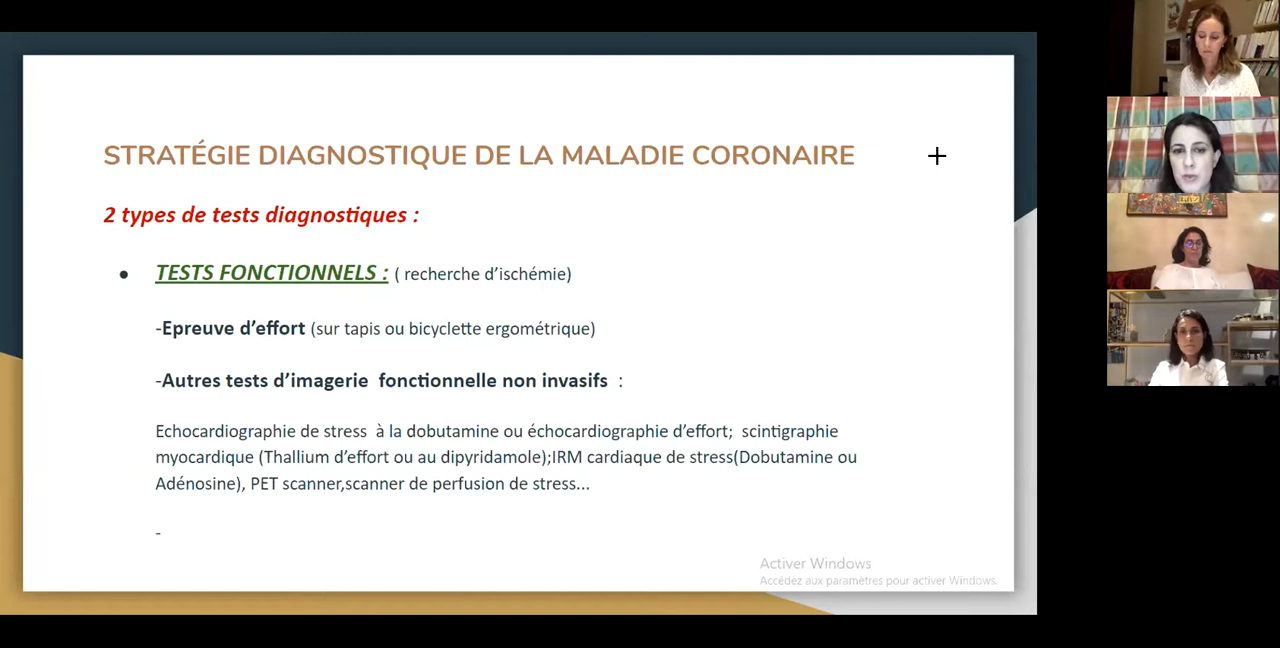 STRATÉGIE DIAGNOSTIQUE DE LA MALADIE CORONAIRE
2 types de tests diagnostiques :
● TESTS FONCTIONNELS : ( recherche d’ischémie)
-Epreuve d’effort (sur tapis ou bicyclette ergométrique)
-Autres tests d’imagerie  fonctionnelle non invasifs  :
Echocardiographie de stress  à la dobutamine ou échocardiographie d’effort;  scintigraphie
myocardique (Thallium d’effort ou au dipyridamole);IRM cardiaque de stress(Dobutamine ou
Adénosine), PET scanner,scanner de perfusion de stress...
-
Activer Windows
Accédez aux paramètres pour activer Windows.